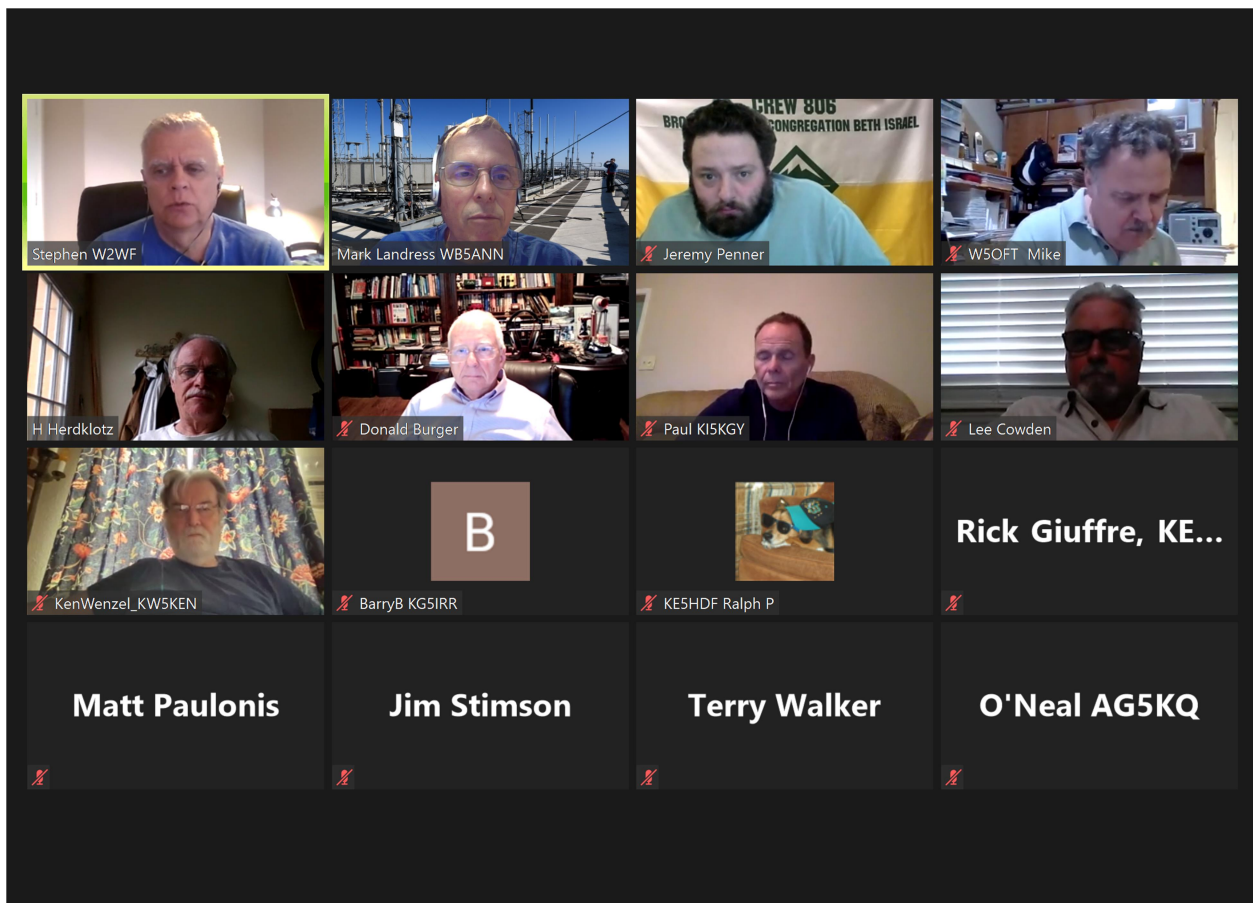 CREW 806
CONGREGATION BETH ISRAEL
Stephen W2WF
Mark Landress WB5ANN
Jeremy Penner
W5OFT Mike
H Herdklotz
Donald Burger
Paul KI5KGY
Lee Cowden
KenWenzel_KW5KEN
B
BarryB KG5IRR
KE5HDF Ralph P
Rick Giuffre, KE...
Matt Paulonis
Jim Stimson
Terry Walker
O'Neal AG5KQ